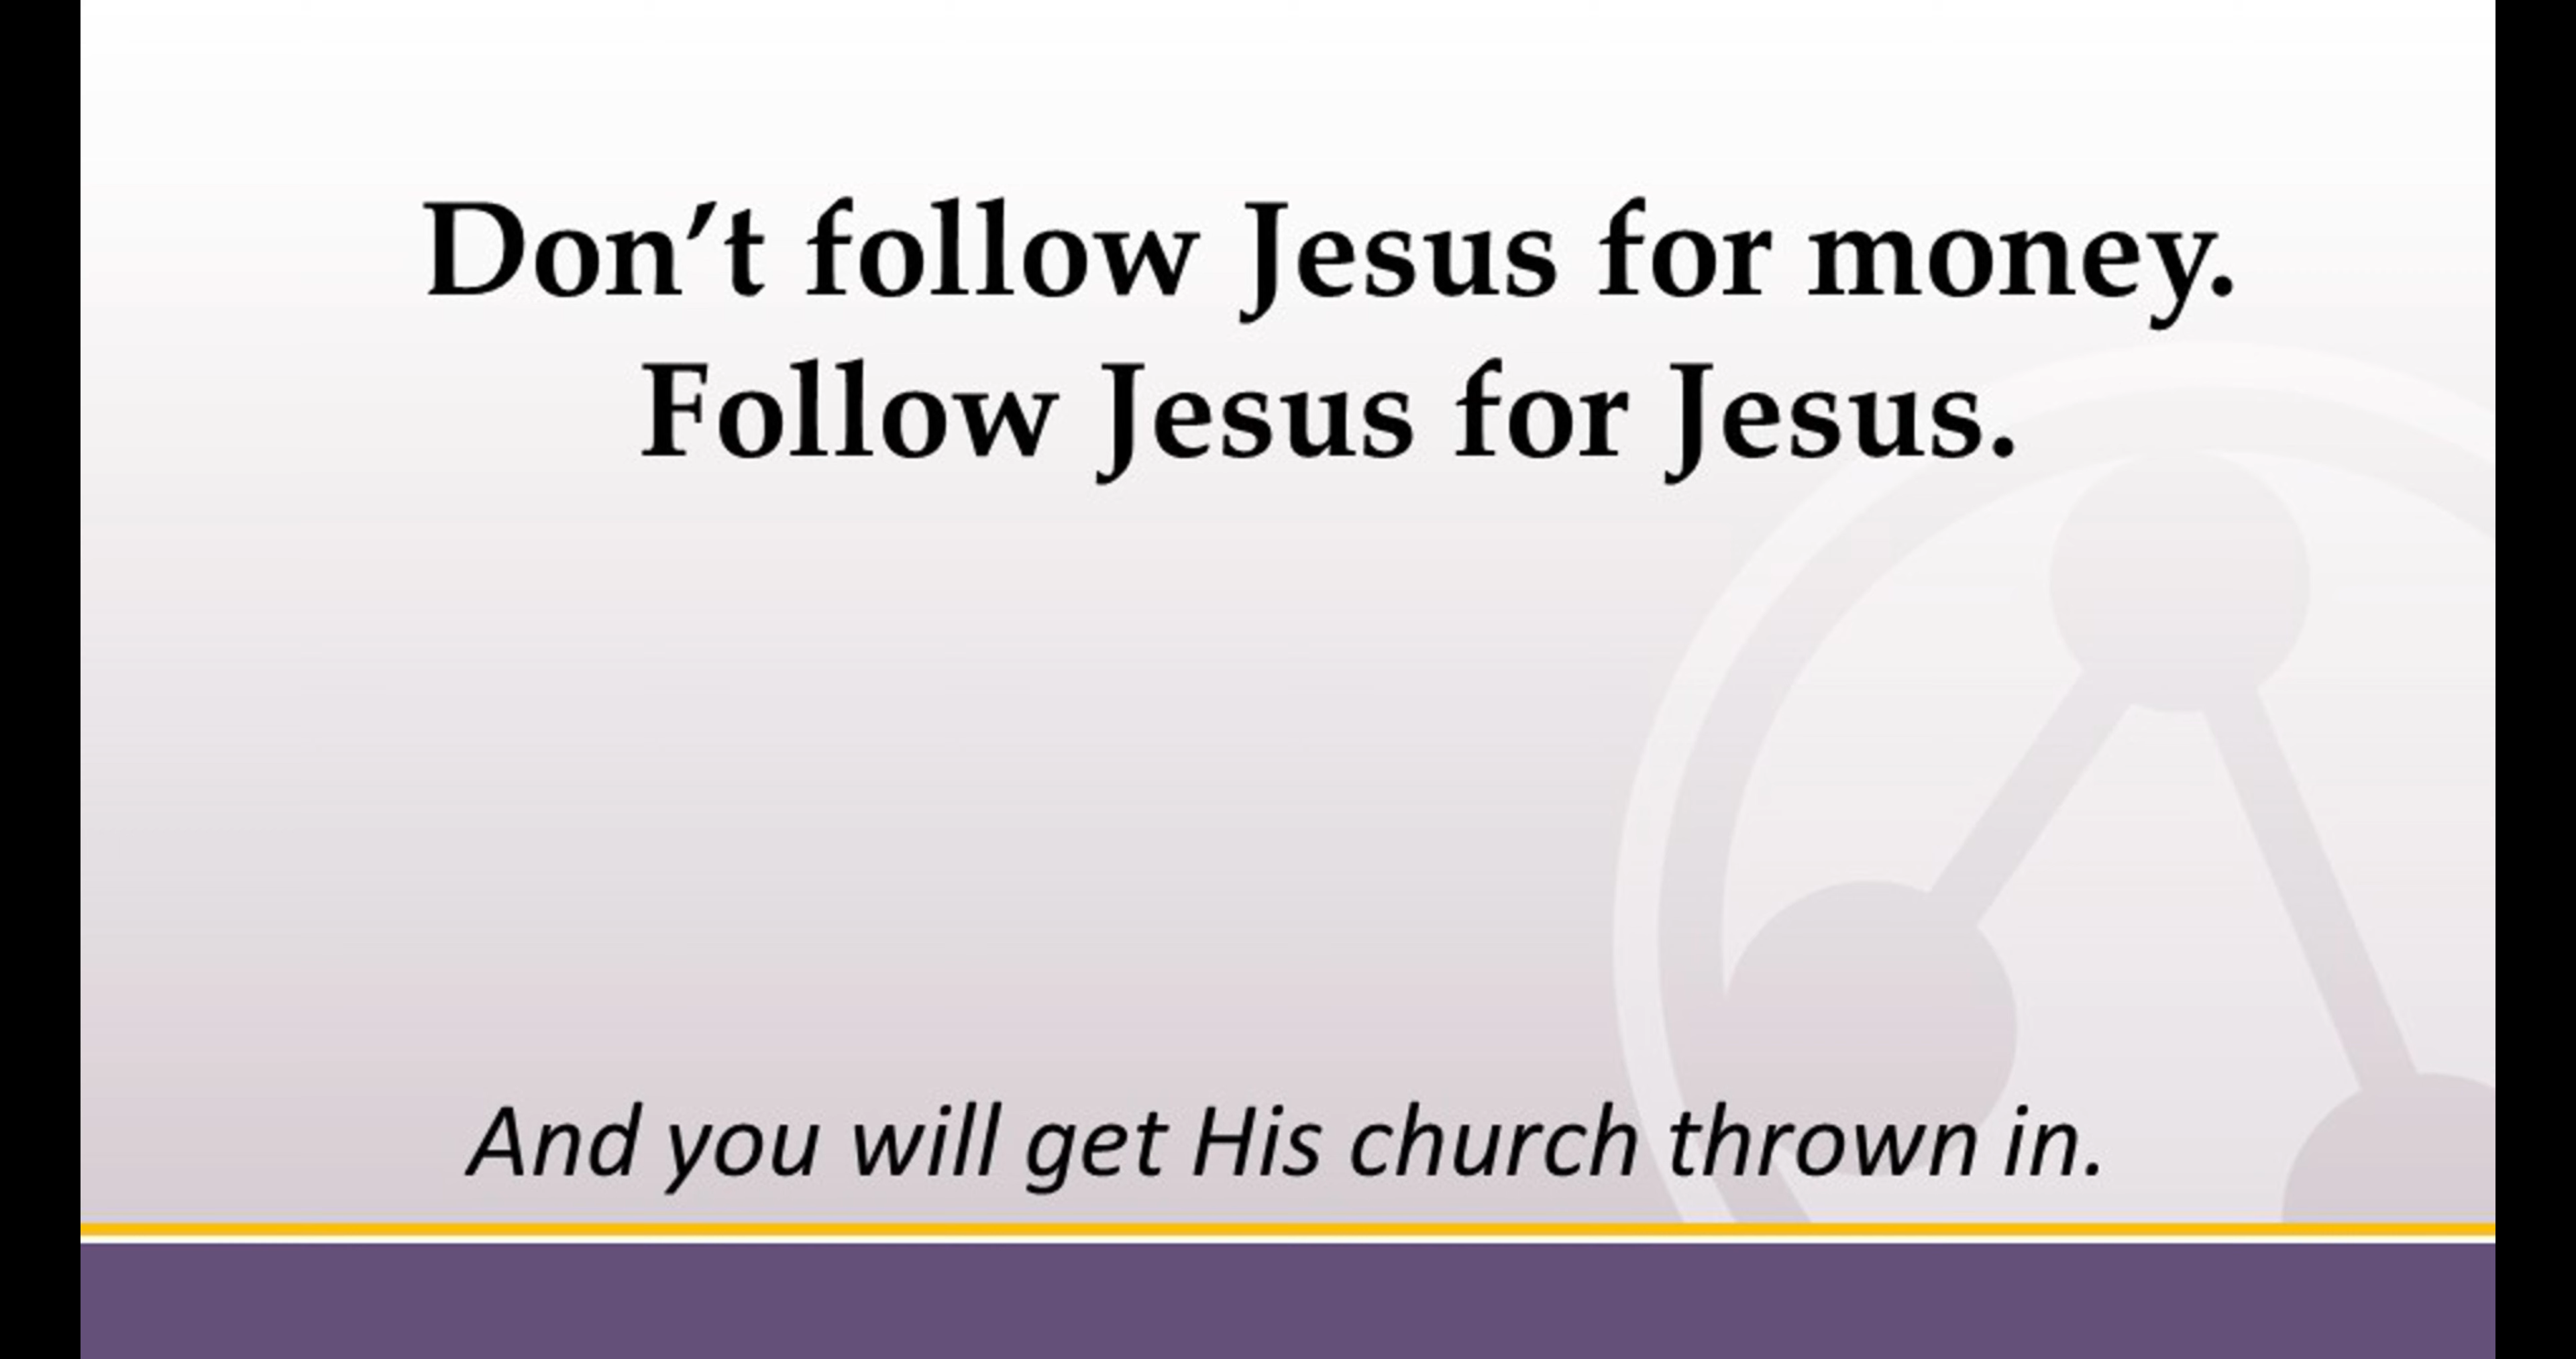 Don’t follow Jesus for money.
Follow Jesus for Jesus.
And you will get His church thrown in.